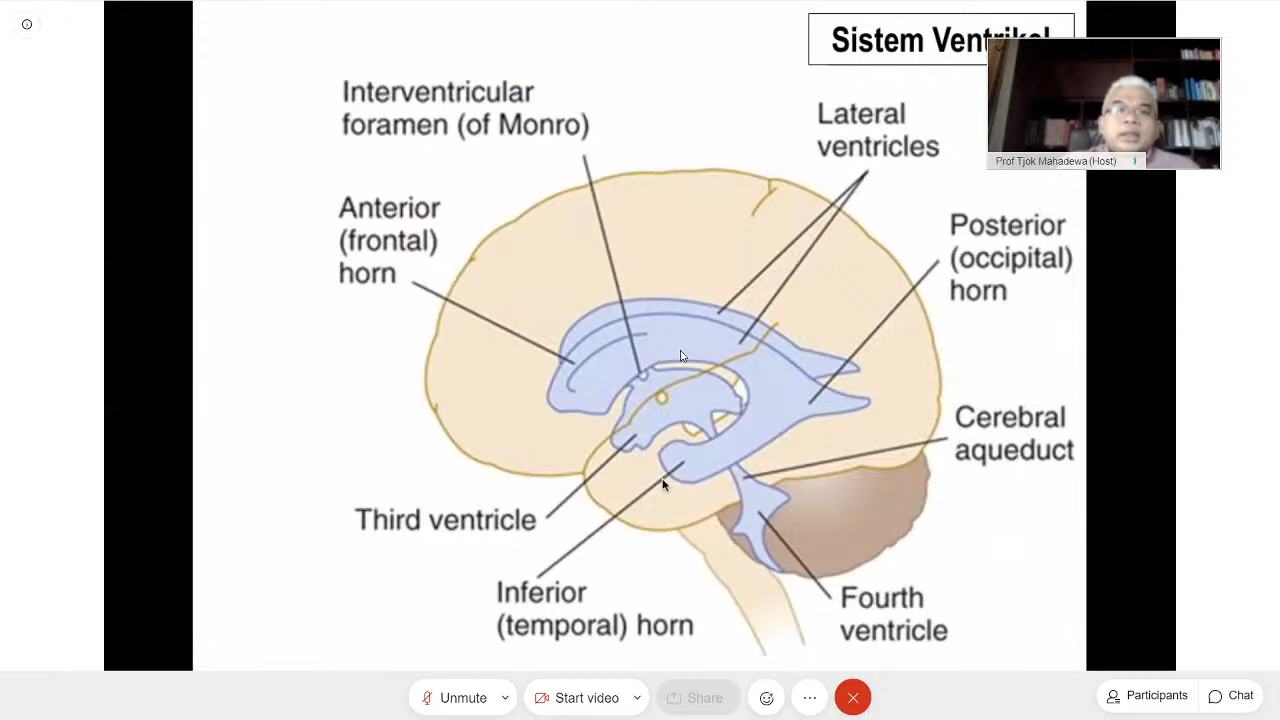 Sistem Ventrikel
Interventricular
foramen (of Monro)
Lateral
ventricles
Prof Tjok Mahadewa (Host)
Anterior
(frontal)
horn
Posterior
(occipital)
horn
Cerebral
aqueduct
Third ventricle
Inferior
(temporal) horn
Fourth
ventricle
Unmute
Start video
Share
Participants
Chat